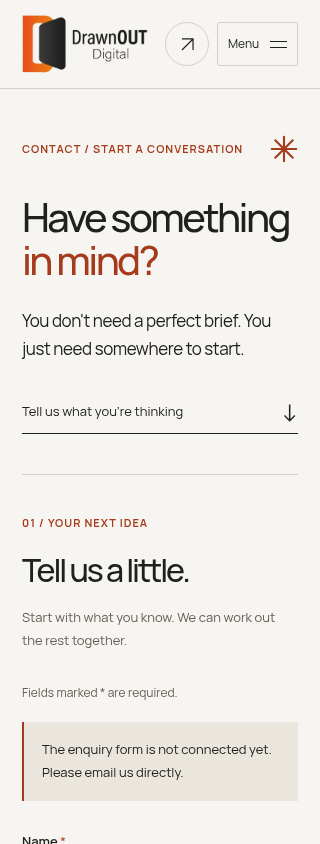 DrawnOUT
Digital
Menu
CONTACT / START A CONVERSATION
Have something
in mind?
You don't need a perfect brief. You
just need somewhere to start.
Tell us what you're thinking
01 / YOUR NEXT IDEA
Tell us a little.
Start with what you know. We can work out
the rest together.
Fields marked * are required.
The enquiry form is not connected yet.
Please email us directly.
Name *